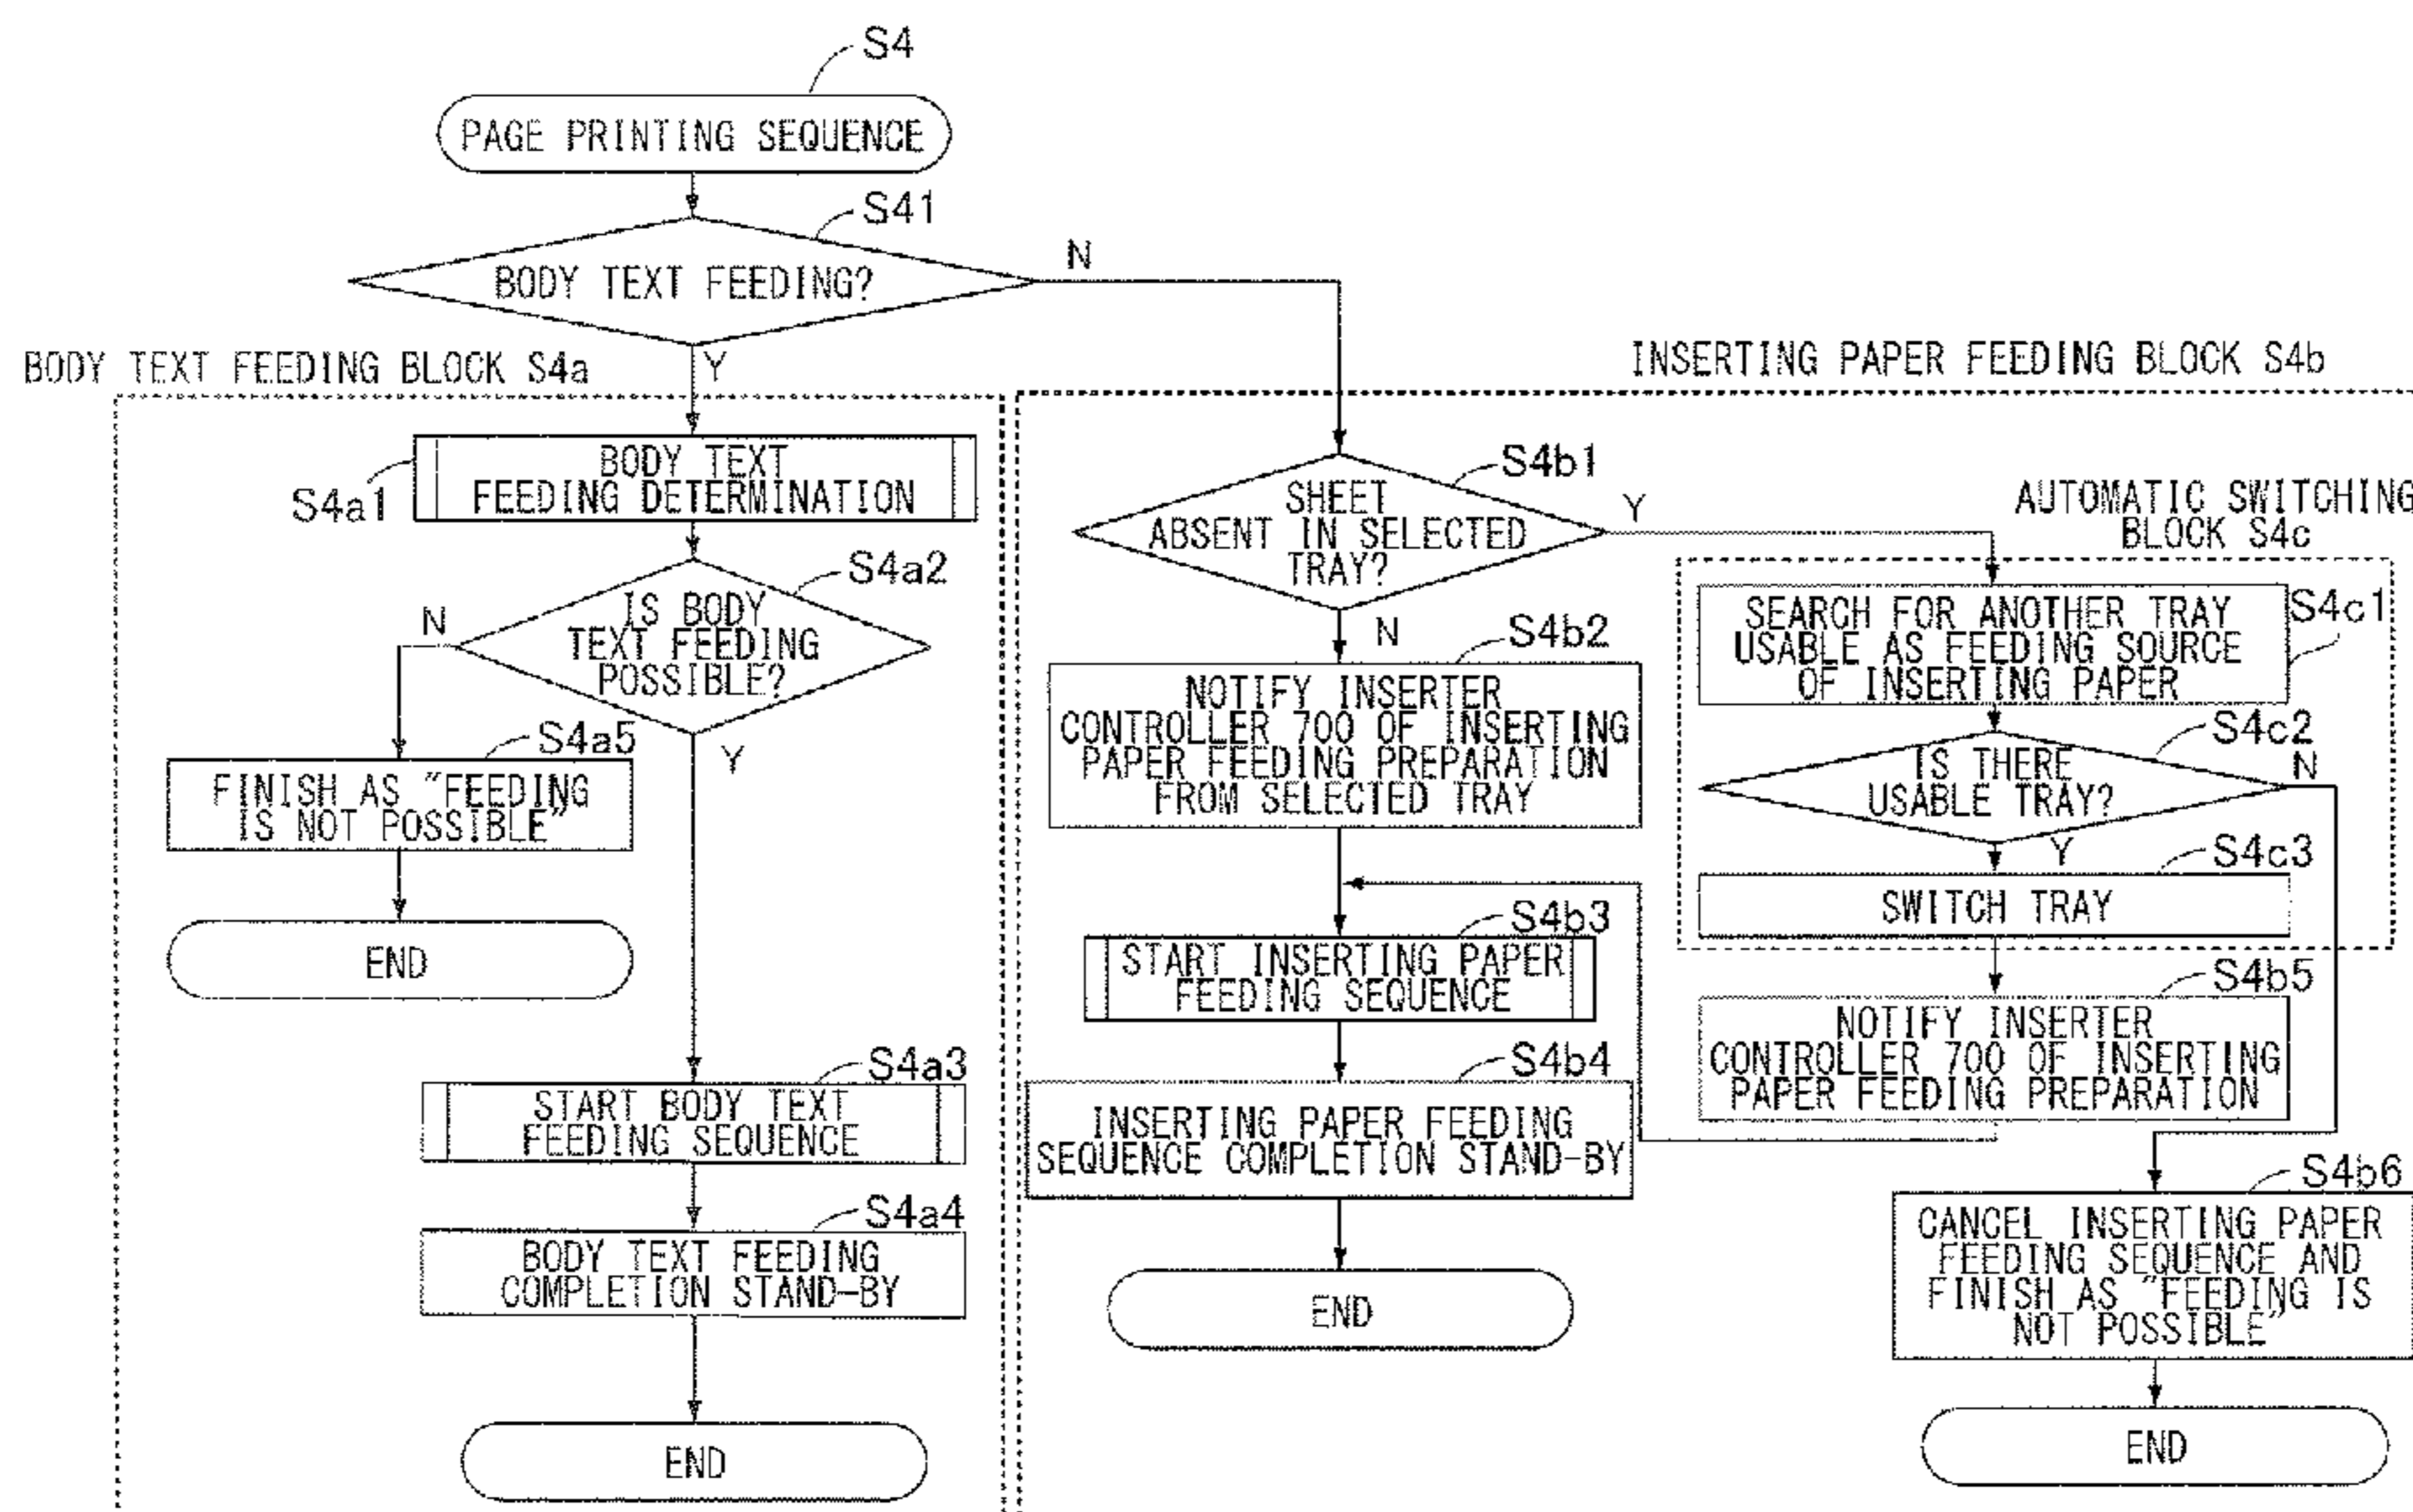 S4
PAGE PRINTING SEQUENCE
S41
BODY TEXT FEEDING?
N
Y
BODY TEXT FEEDING BLOCK S4a
S4a1
BODY TEXT
FEEDING DETERMINATION
S4a2
IS BODY
TEXT FEEDING
POSSIBLE?
N
Y
S4a5
FINISH AS "FEEDING
IS NOT POSSIBLE"
END
S4a3
START BODY TEXT
FEEDING SEQUENCE
S4a4
BODY TEXT FEEDING
COMPLETION STAND-BY
END
INSERTING PAPER FEEDING BLOCK S4b
S4b1
SHEET
ABSENT IN SELECTED
TRAY?
Y
N
S4b2
NOTIFY INSERTER
CONTROLLER 700 OF INSERTING
PAPER FEEDING PREPARATION
FROM SELECTED TRAY
S4b3
START INSERTING PAPER
FEEDING SEQUENCE
S4b4
INSERTING PAPER FEEDING
SEQUENCE COMPLETION STAND-BY
END
AUTOMATIC SWITCHING
BLOCK S4c
S4c1
SEARCH FOR ANOTHER TRAY
USABLE AS FEEDING SOURCE
OF INSERTING PAPER
S4c2
IS THERE
USABLE TRAY?
N
Y
S4c3
SWITCH TRAY
S4b5
NOTIFY INSERTER
CONTROLLER 700 OF INSERTING
PAPER FEEDING PREPARATION
S4b6
CANCEL INSERTING PAPER
FEEDING SEQUENCE AND
FINISH AS "FEEDING IS
NOT POSSIBLE"
END